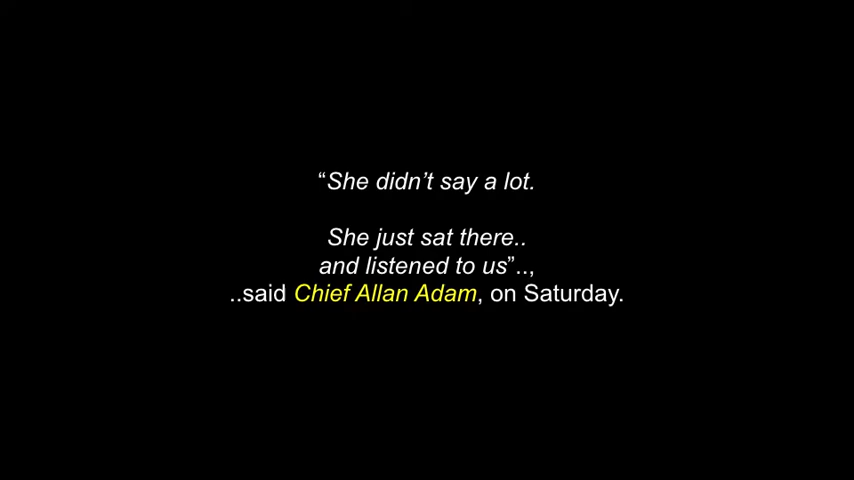 “She didn’t say a lot.
She just sat there..
and listened to us”..,
..said Chief Allan Adam, on Saturday.